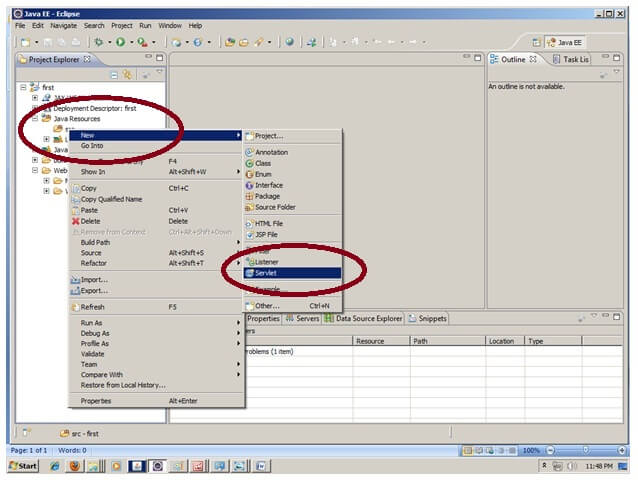 Java EE - Eclipse
File Edit Navigate Search Project Run Window Help
Java EE
Project Explorer
Outline
Task Lis
An outline is not available.
first
Deployment Descriptor: first
Java Resources
New
Go Into
F4
Show In Alt+Shift+W
Copy Ctrl+C
Copy Qualified Name
Paste Ctrl+V
Delete Delete
Remove from Context Ctrl+Alt+Shift+Down
Build Path
Source Alt+Shift+S
Refactor Alt+Shift+T
Import...
Export...
Refresh F5
Run As
Debug As
Profile As
Validate
Team
Compare With
Restore from Local History...
Properties Alt+Enter
Project...
Annotation
Class
Enum
Interface
Package
Source Folder
HTML File
JSP File
Filter
Listener
Servlet
Example...
Other... Ctrl+N
Java
Web
Properties Servers Data Source Explorer Snippets
ers
Resource Path Location Type
roblems (1 item)
src - first
Page: 1 of 1 Words: 0 100%
Start 11:48 PM